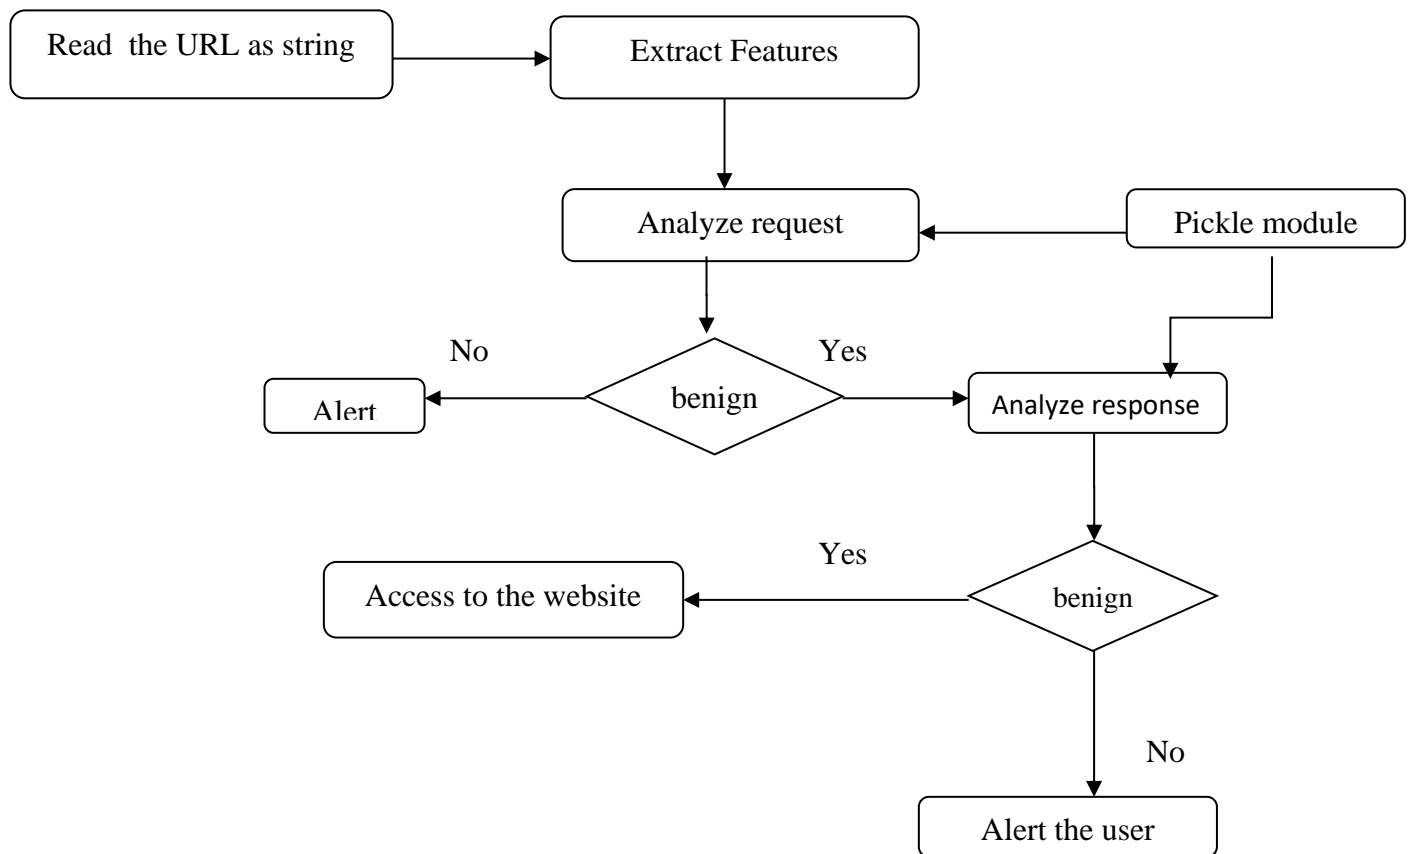 Read  the URL as string
Extract Features
Analyze request
Pickle module
No
Yes
Alert
benign
Analyze response
Yes
Access to the website
benign
No
Alert the user